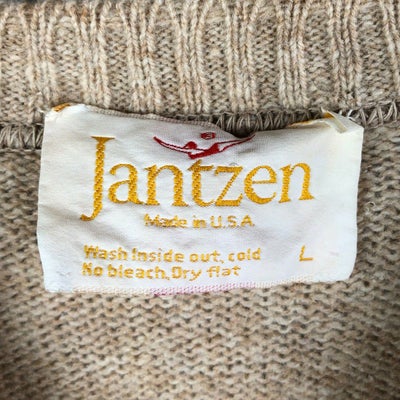 Jantzen
Made in U.S.A.
Wash Inside out, cold
No bleach, Dry flat
L